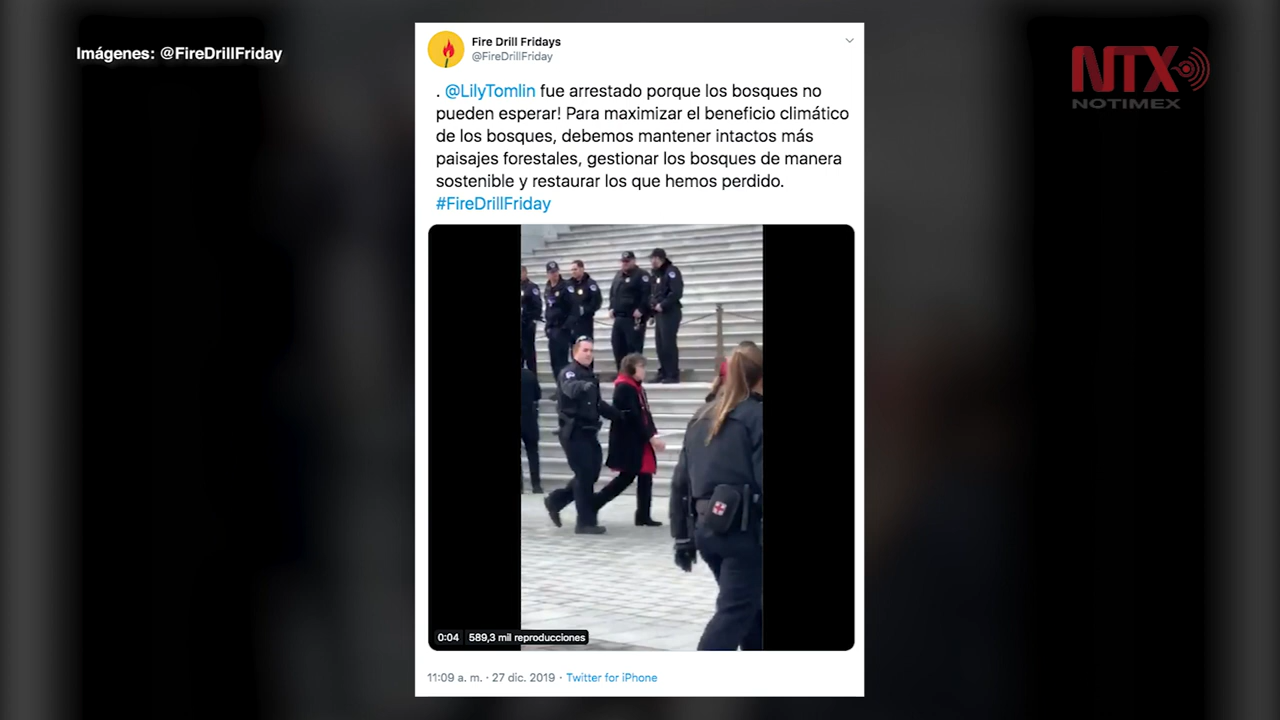 Imágenes: @FireDrillFriday
NTX
NOTIMEX
Fire Drill Fridays
@FireDrillFriday
. @LilyTomlin fue arrestado porque los bosques no
pueden esperar! Para maximizar el beneficio climático
de los bosques, debemos mantener intactos más
paisajes forestales, gestionar los bosques de manera
sostenible y restaurar los que hemos perdido.
#FireDrillFriday
0:04 589,3 mil reproducciones
11:09 a. m. · 27 dic. 2019 · Twitter for iPhone